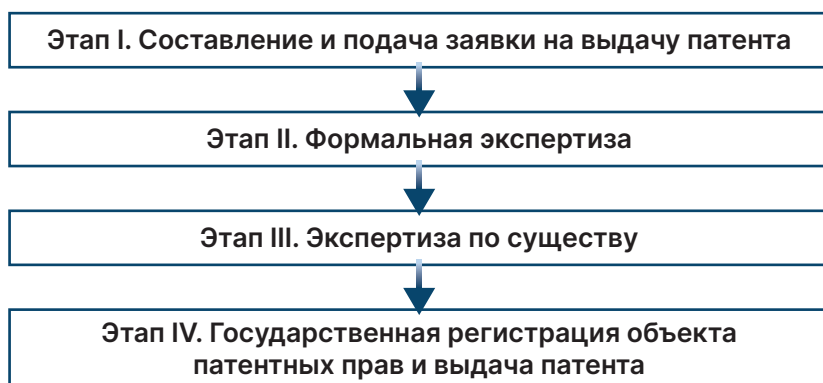 Этап I. Составление и подача заявки на выдачу патента
Этап II. Формальная экспертиза
Этап III. Экспертиза по существу
Этап IV. Государственная регистрация объекта
патентных прав и выдача патента